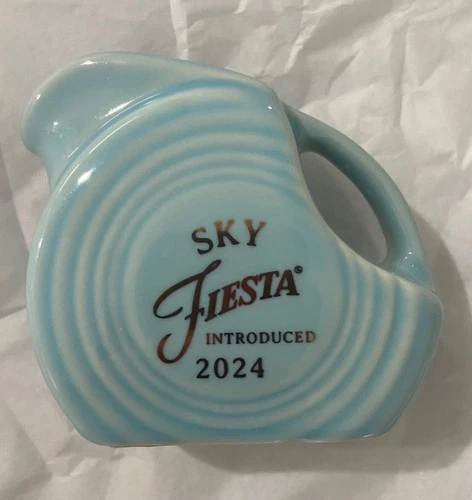 SKY
FIESTA®
INTRODUCED
2024